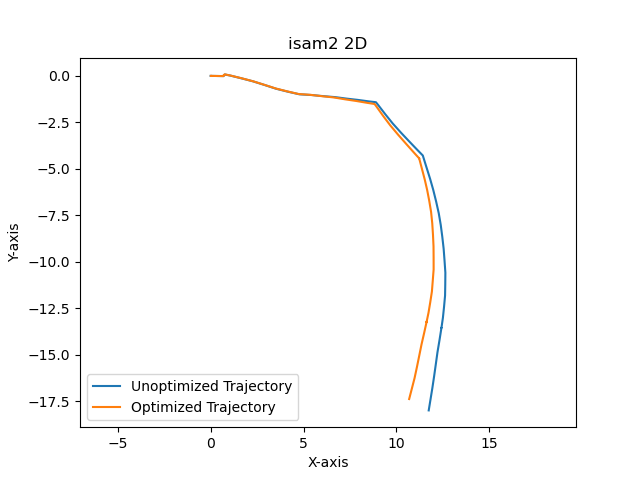 isam2 2D
0.0
−2.5
−5.0
−7.5
−10.0
−12.5
−15.0
−17.5
Y-axis
Unoptimized Trajectory
Optimized Trajectory
−5 0 5 10 15
X-axis